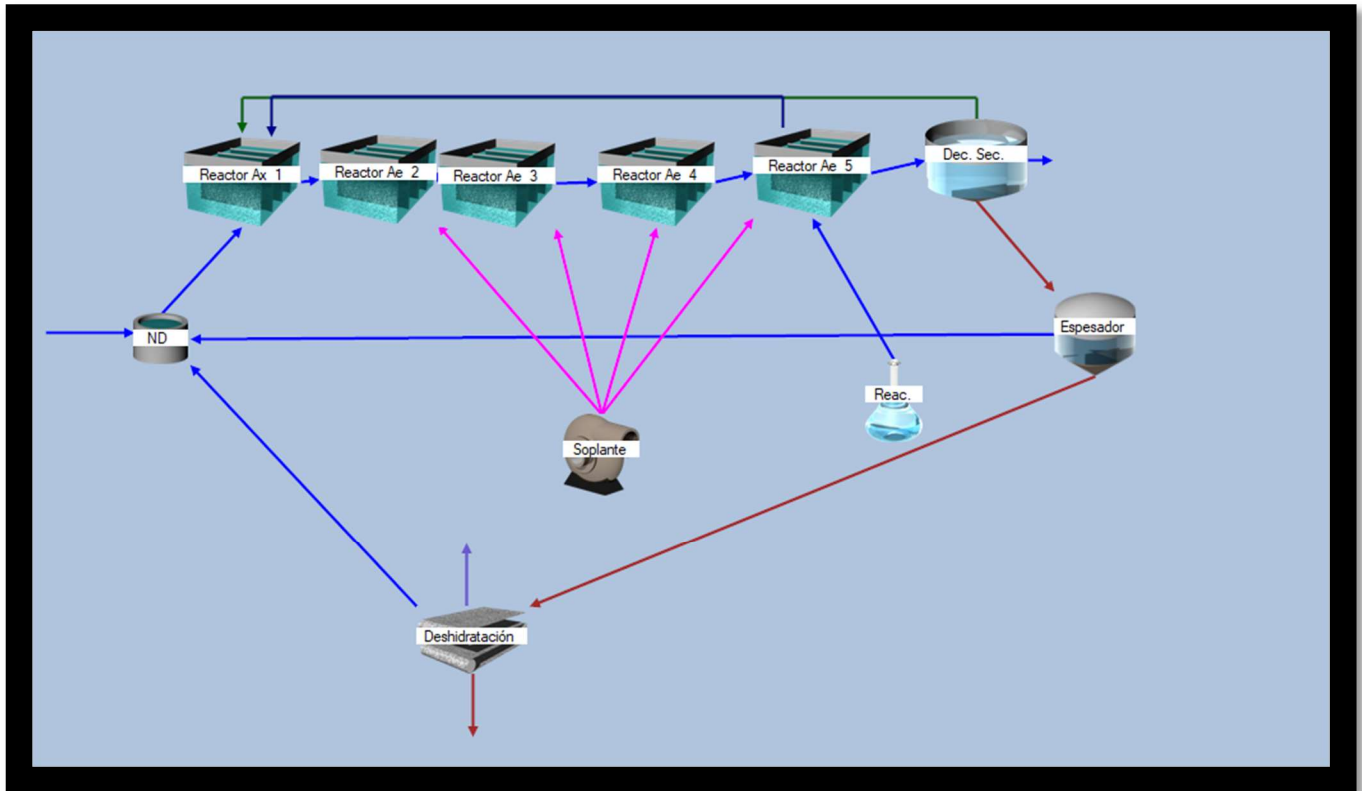 Reactor Ax 1
Reactor Ae 2
Reactor Ae 3
Reactor Ae 4
Reactor Ae 5
Dec. Sec.
ND
Espesador
Reac.
Soplante
Deshidratación